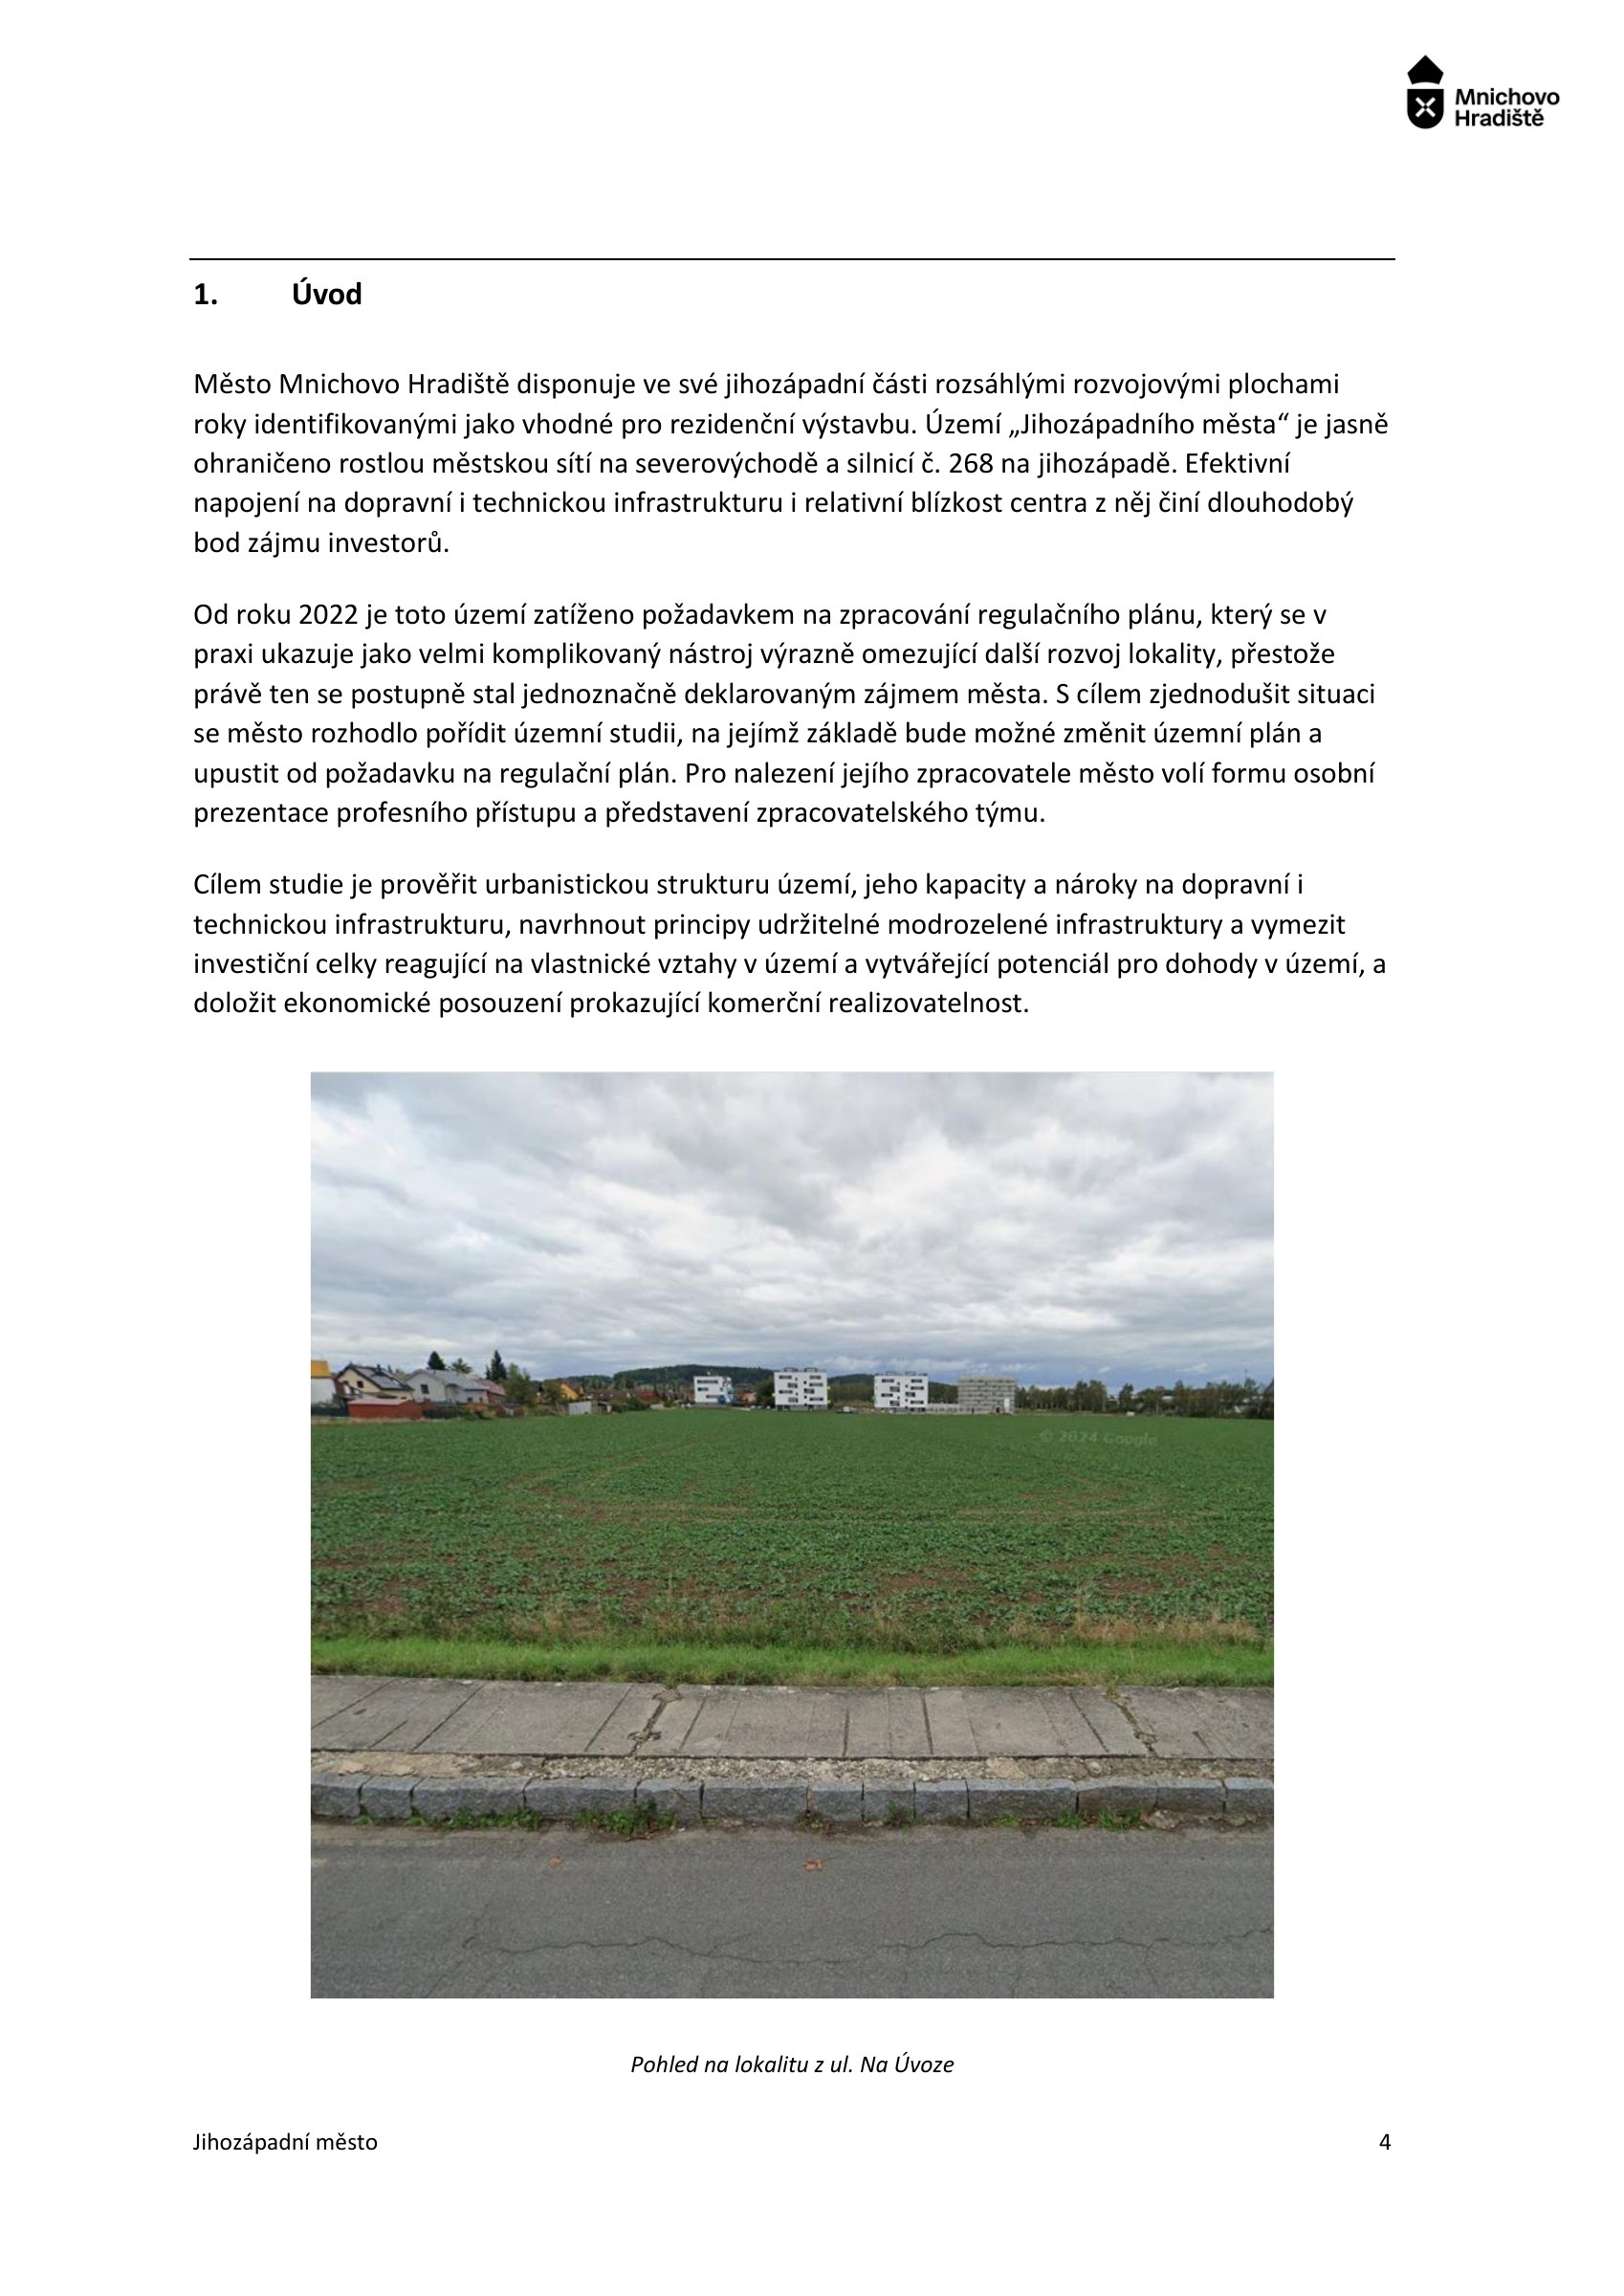 Mnichovo
Hradiště
1. Úvod
Město Mnichovo Hradiště disponuje ve své jihozápadní části rozsáhlými rozvojovými plochami
roky identifikovanými jako vhodné pro rezidenční výstavbu. Území „Jihozápadního města“ je jasně
ohraničeno rostlou městskou sítí na severovýchodě a silnicí č. 268 na jihozápadě. Efektivní
napojení na dopravní i technickou infrastrukturu i relativní blízkost centra z něj činí dlouhodobý
bod zájmu investorů.
Od roku 2022 je toto území zatíženo požadavkem na zpracování regulačního plánu, který se v
praxi ukazuje jako velmi komplikovaný nástroj výrazně omezující další rozvoj lokality, přestože
právě ten se postupně stal jednoznačně deklarovaným zájmem města. S cílem zjednodušit situaci
se město rozhodlo pořídit územní studii, na jejímž základě bude možné změnit územní plán a
upustit od požadavku na regulační plán. Pro nalezení jejího zpracovatele město volí formu osobní
prezentace profesního přístupu a představení zpracovatelského týmu.
Cílem studie je prověřit urbanistickou strukturu území, jeho kapacity a nároky na dopravní i
technickou infrastrukturu, navrhnout principy udržitelné modrozelené infrastruktury a vymezit
investiční celky reagující na vlastnické vztahy v území a vytvářející potenciál pro dohody v území, a
doložit ekonomické posouzení prokazující komerční realizovatelnost.
© 2024 Google
Pohled na lokalitu z ul. Na Úvoze
Jihozápadní město 4